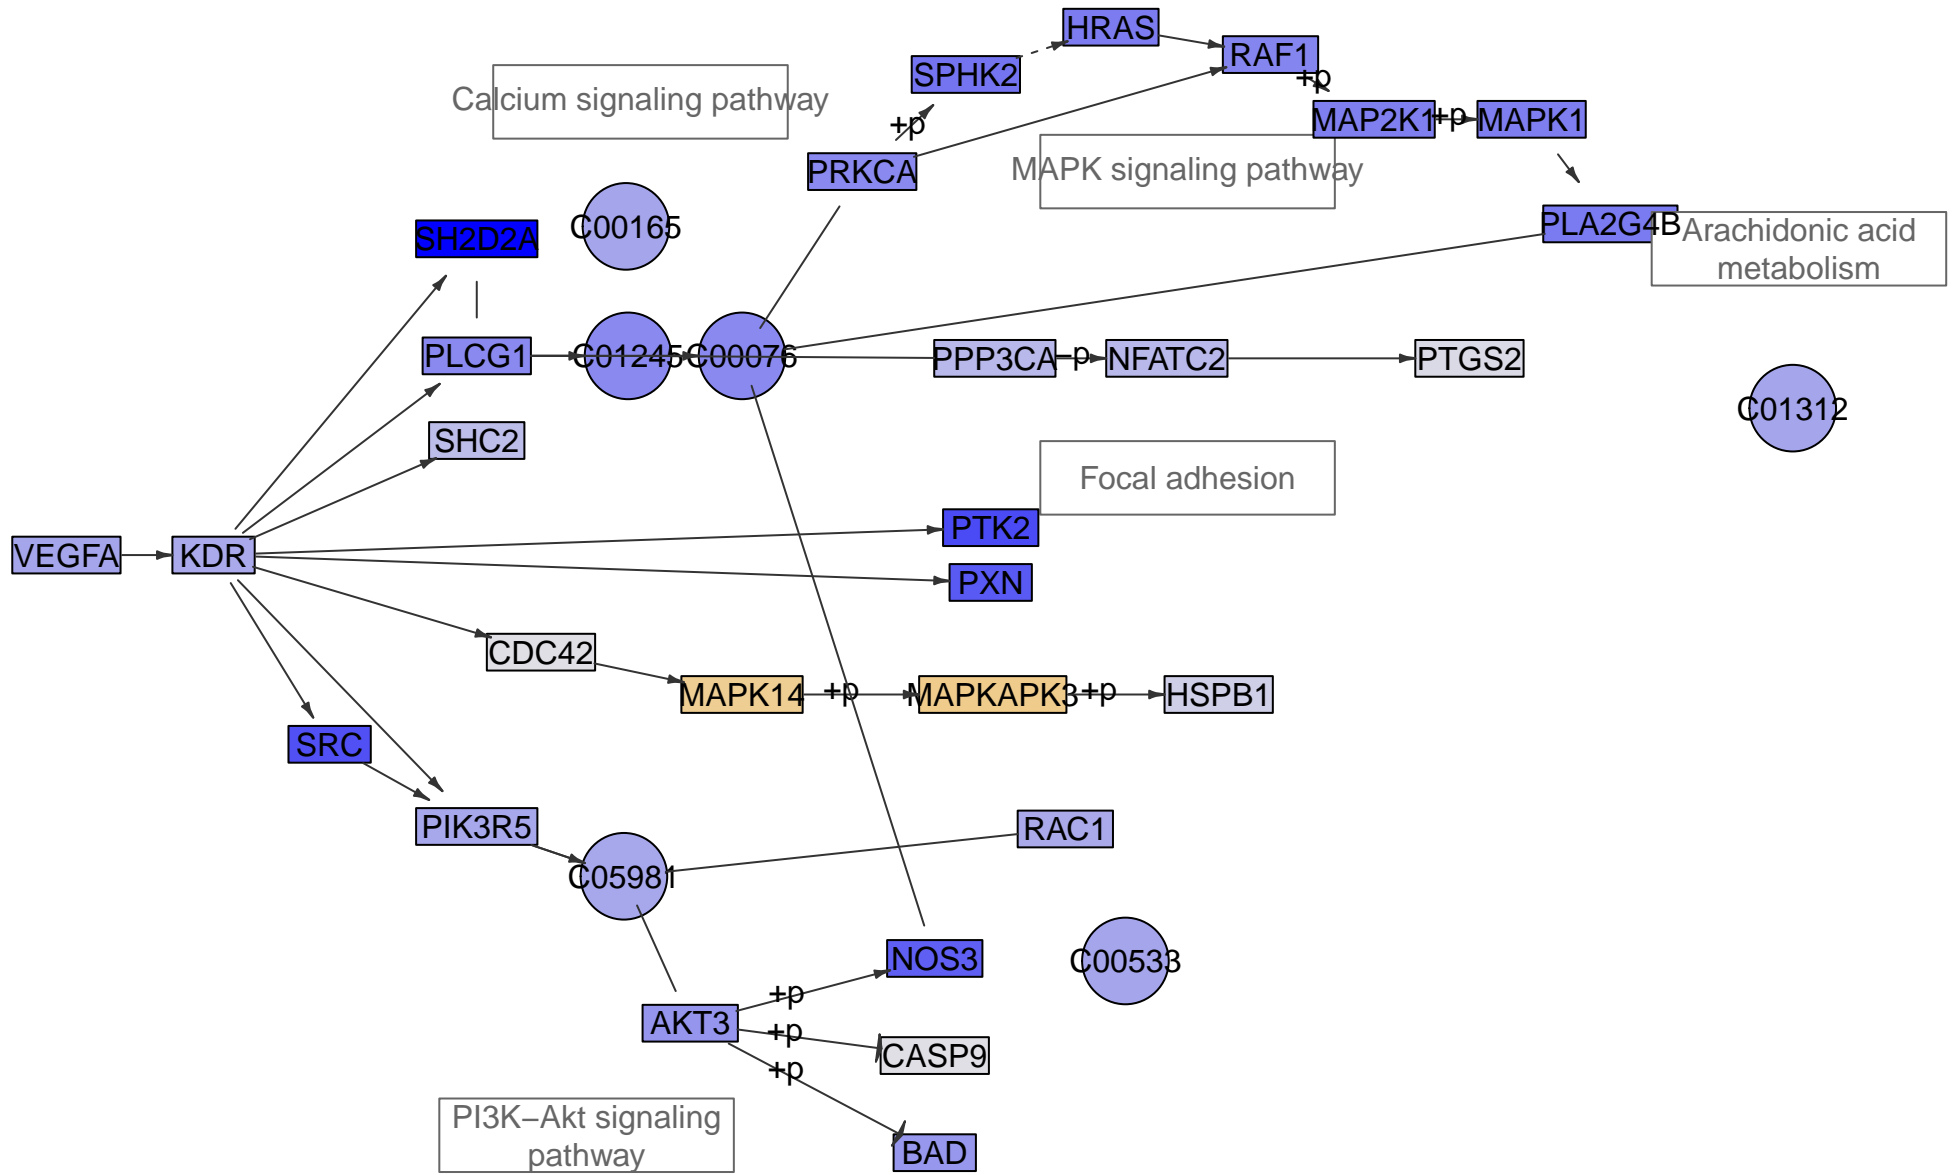 HRAS
RAF1
SPHK2
+p
Calcium signaling pathway
MAP2K1
+p
MAPK1
+p
PRKCA
MAPK signaling pathway
C00165
SH2D2A
PLA2G4B
Arachidonic acid
metabolism
PLCG1
C01245
C00076
PPP3CA
−p
NFATC2
PTGS2
C01312
SHC2
Focal adhesion
PTK2
VEGFA
KDR
PXN
CDC42
MAPK14
+p
MAPKAPK3
+p
HSPB1
SRC
PIK3R5
RAC1
C05981
NOS3
C00533
+p
AKT3
+p
CASP9
+p
PI3K−Akt signaling
pathway
BAD